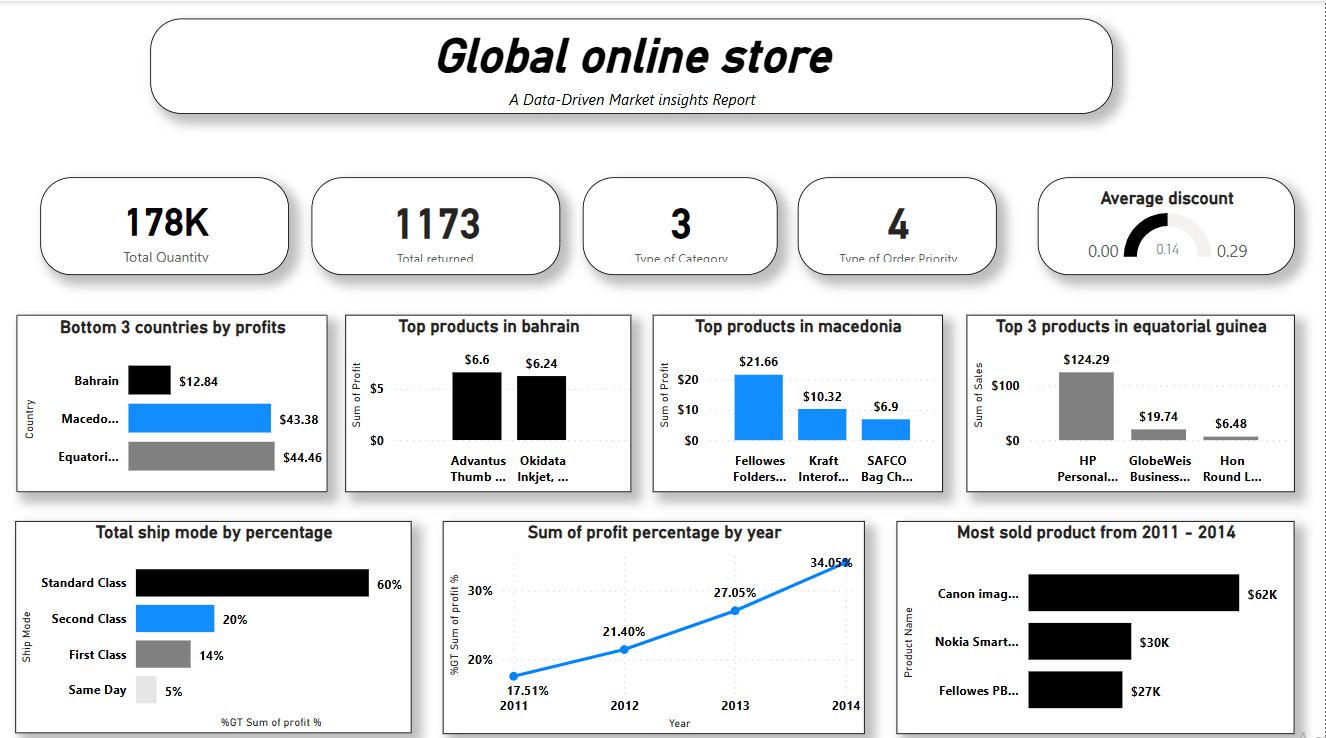 Global online store
A Data-Driven Market insights Report
178K
Total Quantity
1173
Total returned
3
Type of Category
4
Type of Order Priority
Average discount
0.00
0.14
0.29
Bottom 3 countries by profits
Country
Bahrain
$12.84
Macedo...
$43.38
Equatori...
$44.46
Top products in bahrain
Sum of Profit
$5
$0
$6.6
$6.24
Advantus
Thumb ...
Okidata
Inkjet, ...
Top products in macedonia
Sum of Profit
$20
$10
$0
$21.66
$10.32
$6.9
Fellowes
Folders...
Kraft
Interof...
SAFCO
Bag Ch...
Top 3 products in equatorial guinea
Sum of Sales
$100
$0
$124.29
$19.74
$6.48
HP
Personal...
GlobeWeis
Business...
Hon
Round L...
Total ship mode by percentage
Ship Mode
Standard Class
60%
Second Class
20%
First Class
14%
Same Day
5%
%GT Sum of profit %
Sum of profit percentage by year
%GT Sum of profit %
30%
20%
17.51%
21.40%
27.05%
34.05%
2011
2012
2013
2014
Year
Most sold product from 2011 - 2014
Product Name
Canon imag...
$62K
Nokia Smart...
$30K
Fellowes PB...
$27K